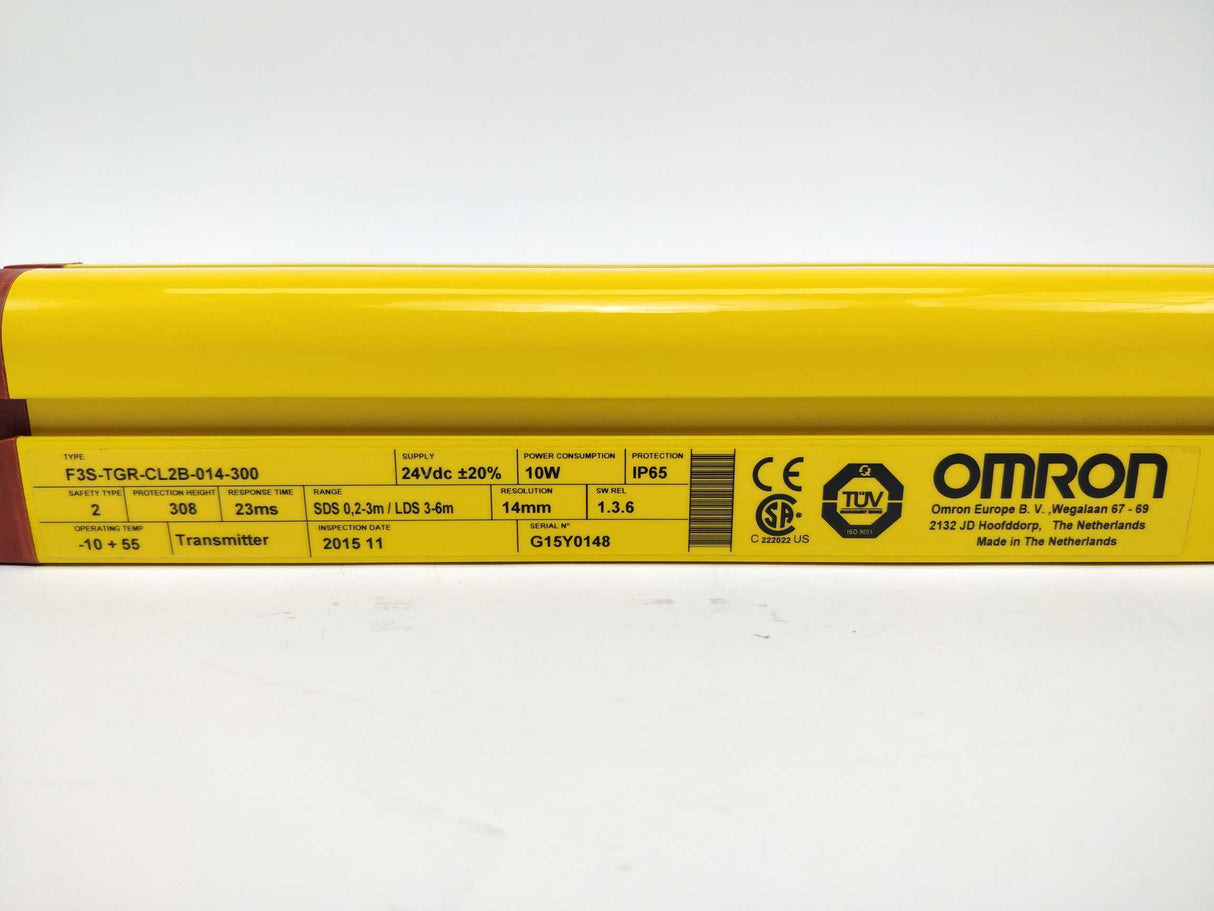 TYPE
F3S-TGR-CL2B-014-300
SUPPLY
24Vdc ±20%
POWER CONSUMPTION
10W
PROTECTION
IP65
SAFETY TYPE
2
PROTECTION HEIGHT
308
RESPONSE TIME
23ms
RANGE
SDS 0,2-3m / LDS 3-6m
RESOLUTION
14mm
SW.REL
1.3.6
OPERATING TEMP
-10 + 55
Transmitter
INSPECTION DATE
2015 11
SERIAL N°
G15Y0148
CE
SA ®
C 222022 US
Q
TÜV
ISO 9001
OMRON
Omron Europe B. V. ,Wegalaan 67 - 69
2132 JD Hoofddorp, The Netherlands
Made in The Netherlands